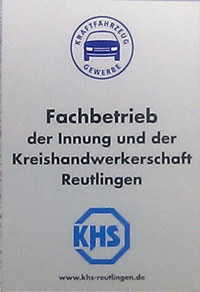 KRAFTFAHRZEUG
GEWERBE
Fachbetrieb
der Innung und der
Kreishandwerkerschaft
Reutlingen
KHS
www.khs-reutlingen.de